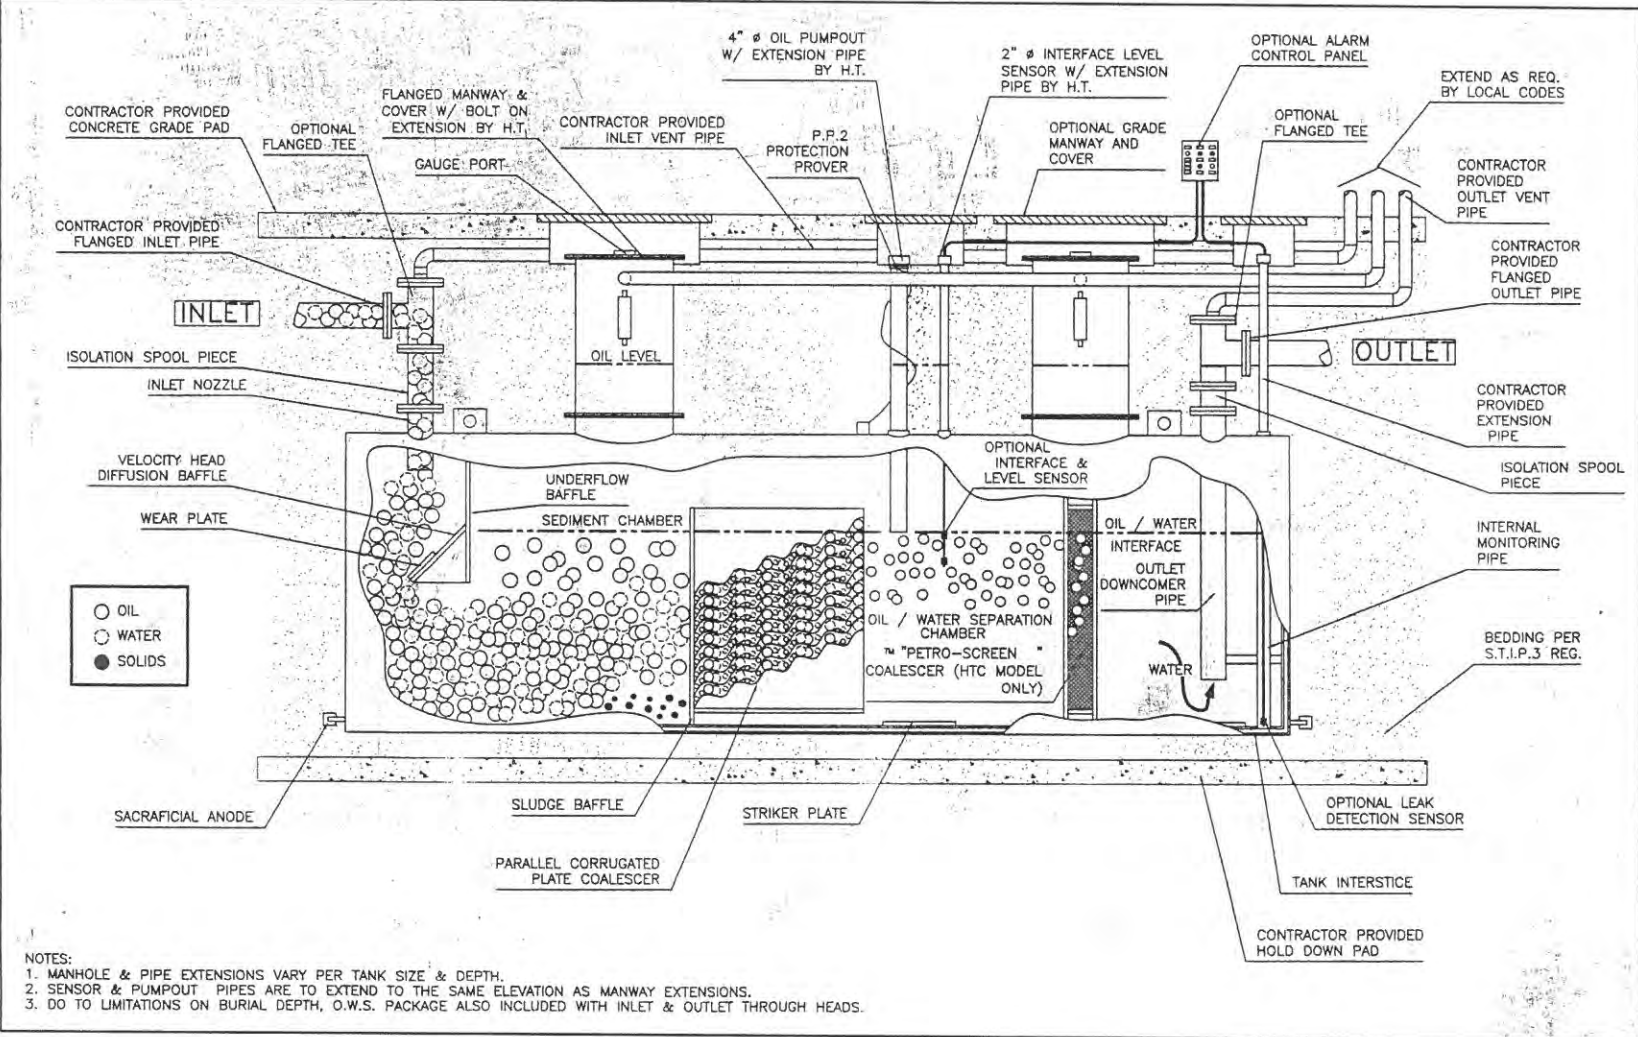 4" ø OIL PUMPOUT
W/ EXTENSION PIPE
BY H.T.
2" ø INTERFACE LEVEL
SENSOR W/ EXTENSION
PIPE BY H.T.
OPTIONAL ALARM
CONTROL PANEL
EXTEND AS REQ.
BY LOCAL CODES
CONTRACTOR PROVIDED
CONCRETE GRADE PAD
OPTIONAL
FLANGED TEE
FLANGED MANWAY &
COVER W/ BOLT ON
EXTENSION BY H.T.
GAUGE PORT
CONTRACTOR PROVIDED
INLET VENT PIPE
P.P.2
PROTECTION
PROVER
OPTIONAL GRADE
MANWAY AND
COVER
OPTIONAL
FLANGED TEE
CONTRACTOR
PROVIDED
OUTLET VENT
PIPE
CONTRACTOR PROVIDED
FLANGED INLET PIPE
CONTRACTOR
PROVIDED
FLANGED
OUTLET PIPE
INLET
OUTLET
ISOLATION SPOOL PIECE
INLET NOZZLE
OIL LEVEL
CONTRACTOR
PROVIDED
EXTENSION
PIPE
VELOCITY HEAD
DIFFUSION BAFFLE
WEAR PLATE
UNDERFLOW
BAFFLE
SEDIMENT CHAMBER
OPTIONAL
INTERFACE &
LEVEL SENSOR
OIL / WATER
INTERFACE
ISOLATION SPOOL
PIECE
INTERNAL
MONITORING
PIPE
OUTLET
DOWNCOMER
PIPE
OIL / WATER SEPARATION
CHAMBER
™ "PETRO-SCREEN "
COALESCER (HTC MODEL
ONLY)
WATER
BEDDING PER
S.T.I.P.3 REG.
OIL
WATER
SOLIDS
SACRAFICIAL ANODE
SLUDGE BAFFLE
STRIKER PLATE
OPTIONAL LEAK
DETECTION SENSOR
PARALLEL CORRUGATED
PLATE COALESCER
TANK INTERSTICE
CONTRACTOR PROVIDED
HOLD DOWN PAD
NOTES:
1. MANHOLE & PIPE EXTENSIONS VARY PER TANK SIZE & DEPTH.
2. SENSOR & PUMPOUT PIPES ARE TO EXTEND TO THE SAME ELEVATION AS MANWAY EXTENSIONS.
3. DO TO LIMITATIONS ON BURIAL DEPTH, O.W.S. PACKAGE ALSO INCLUDED WITH INLET & OUTLET THROUGH HEADS.